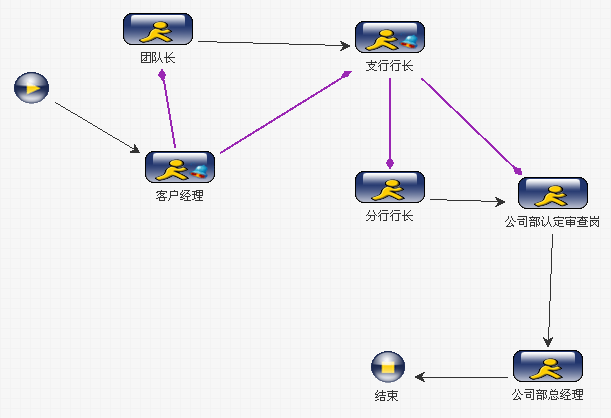 团队长
支行行长
客户经理
分行行长
公司部认定审查岗
结束
公司部总经理